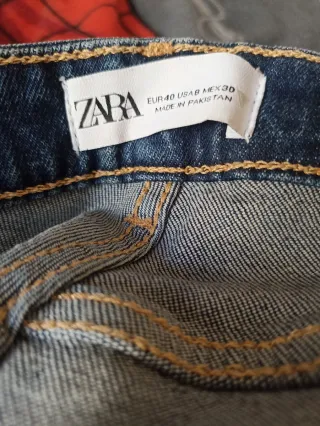 ZARA
EUR 40 USA 8 MEX 30
MADE IN PAKISTAN